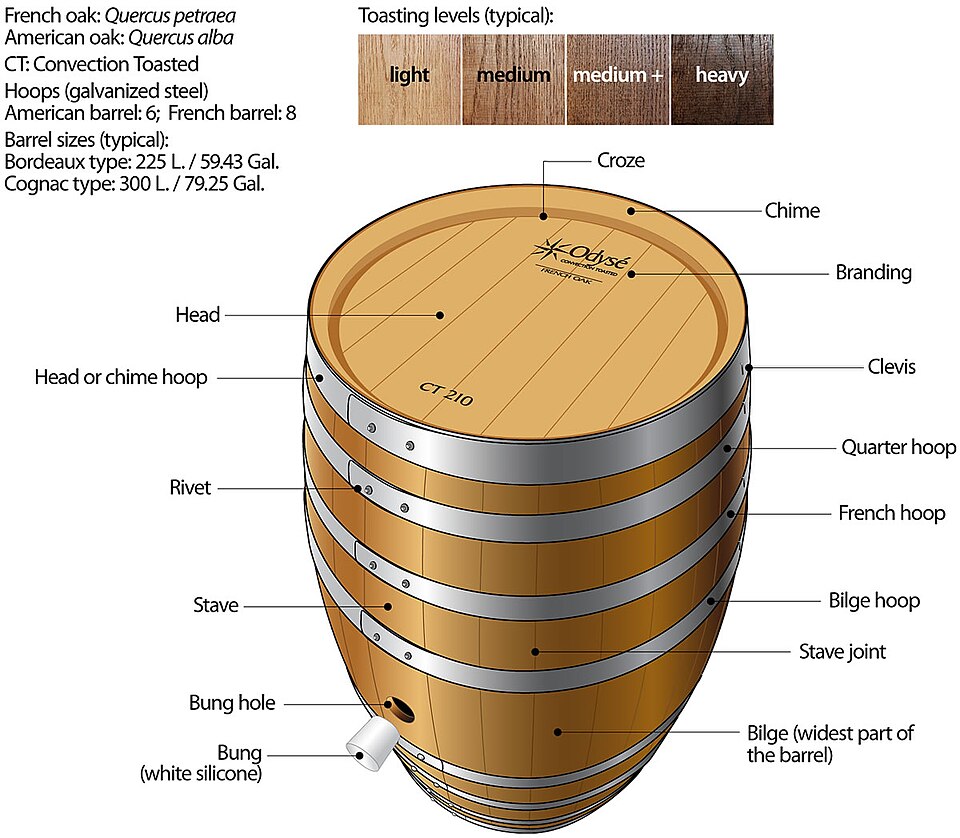 French oak: Quercus petraea
American oak: Quercus alba
CT: Convection Toasted
Hoops (galvanized steel)
American barrel: 6; French barrel: 8
Barrel sizes (typical):
Bordeaux type: 225 L. / 59.43 Gal.
Cognac type: 300 L. / 79.25 Gal.
Toasting levels (typical):
light
medium
medium +
heavy
Croze
Chime
Odysé
CONVECTION TOASTED
FRENCH OAK
Branding
Head
Clevis
Head or chime hoop
CT 210
Quarter hoop
Rivet
French hoop
Stave
Bilge hoop
Stave joint
Bung hole
Bilge (widest part of
the barrel)
Bung
(white silicone)